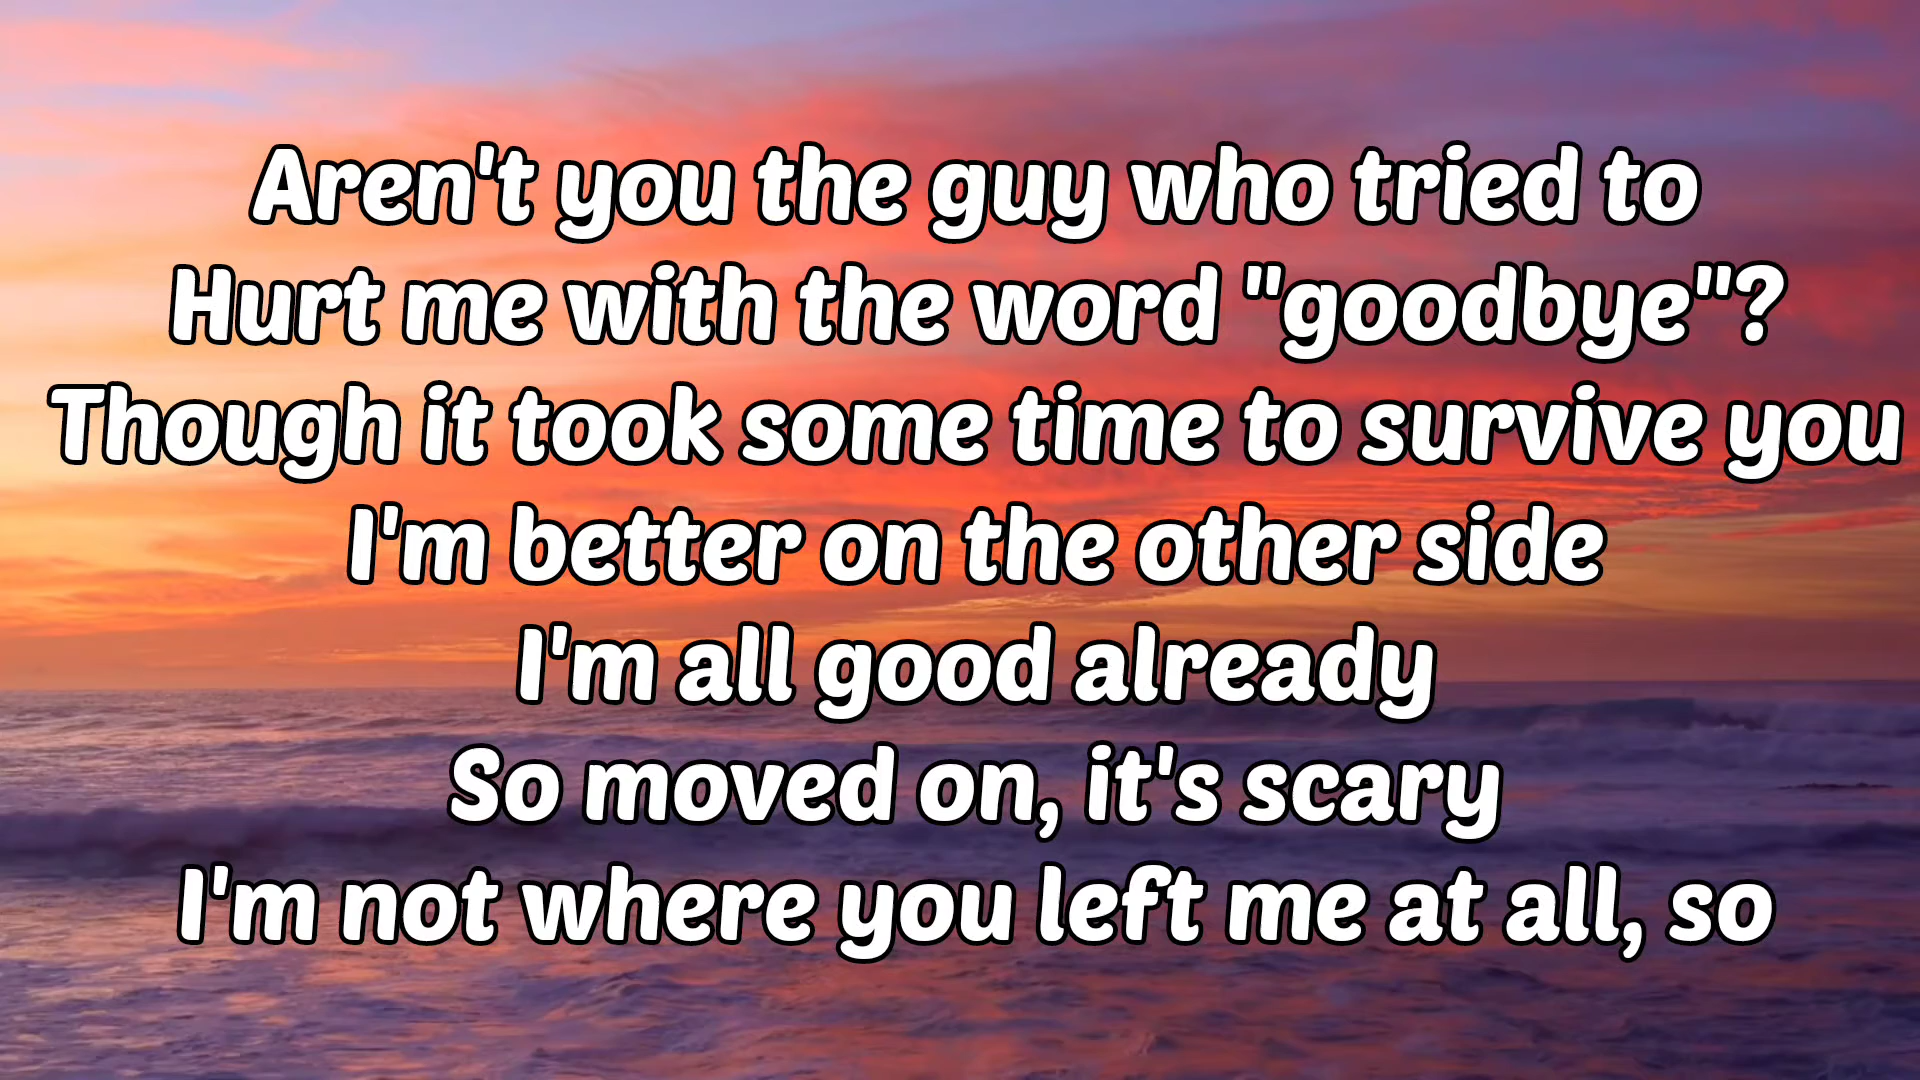 Aren't you the guy who tried to
Hurt me with the word "goodbye"?
Though it took some time to survive you
I'm better on the other side
I'm all good already
So moved on, it's scary
I'm not where you left me at all, so